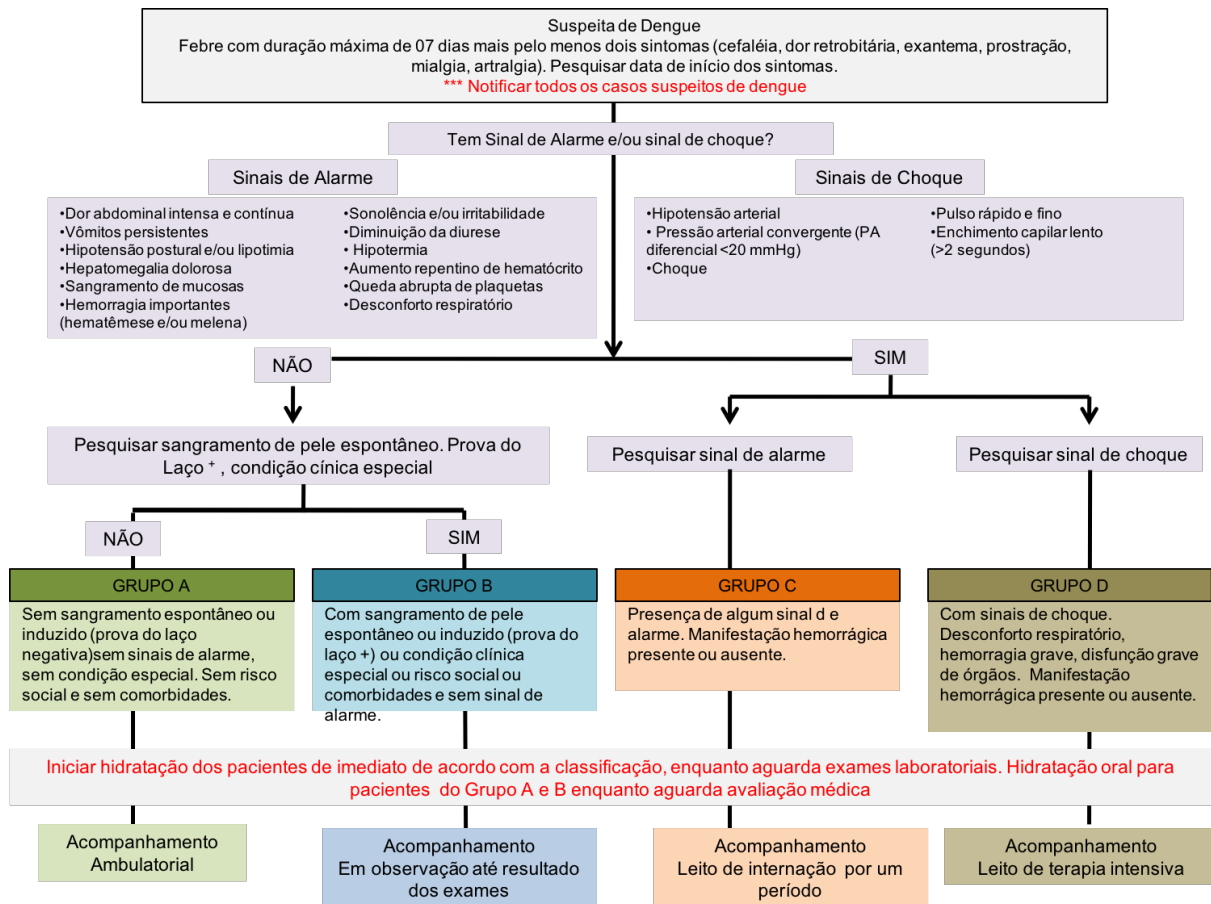 Suspeita de Dengue
Febre com duração máxima de 07 dias mais pelo menos dois sintomas (cefaléia, dor retrobitária, exantema, prostração,
mialgia, artralgia). Pesquisar data de início dos sintomas.
*** Notificar todos os casos suspeitos de dengue
Tem Sinal de Alarme e/ou sinal de choque?
Sinais de Alarme
•Dor abdominal intensa e contínua
•Vômitos persistentes
•Hipotensão postural e/ou lipotimia
•Hepatomegalia dolorosa
•Sangramento de mucosas
•Hemorragia importantes
(hematêmese e/ou melena)
•Sonolência e/ou irritabilidade
•Diminuição da diurese
• Hipotermia
•Aumento repentino de hematócrito
•Queda abrupta de plaquetas
•Desconforto respiratório
Sinais de Choque
•Hipotensão arterial
• Pressão arterial convergente (PA
diferencial <20 mmHg)
•Choque
•Pulso rápido e fino
•Enchimento capilar lento
(>2 segundos)
NÃO
SIM
Pesquisar sangramento de pele espontâneo. Prova do
Laço + , condição cínica especial
Pesquisar sinal de alarme
Pesquisar sinal de choque
NÃO
SIM
GRUPO A
Sem sangramento espontâneo ou
induzido (prova do laço
negativa)sem sinais de alarme,
sem condição especial. Sem risco
social e sem comorbidades.
GRUPO B
Com sangramento de pele
espontâneo ou induzido (prova do
laço +) ou condição clínica
especial ou risco social ou
comorbidades e sem sinal de
alarme.
GRUPO C
Presença de algum sinal d e
alarme. Manifestação hemorrágica
presente ou ausente.
GRUPO D
Com sinais de choque.
Desconforto respiratório,
hemorragia grave, disfunção grave
de órgãos. Manifestação
hemorrágica presente ou ausente.
Iniciar hidratação dos pacientes de imediato de acordo com a classificação, enquanto aguarda exames laboratoriais. Hidratação oral para
pacientes do Grupo A e B enquanto aguarda avaliação médica
Acompanhamento
Ambulatorial
Acompanhamento
Em observação até resultado
dos exames
Acompanhamento
Leito de internação por um
período
Acompanhamento
Leito de terapia intensiva